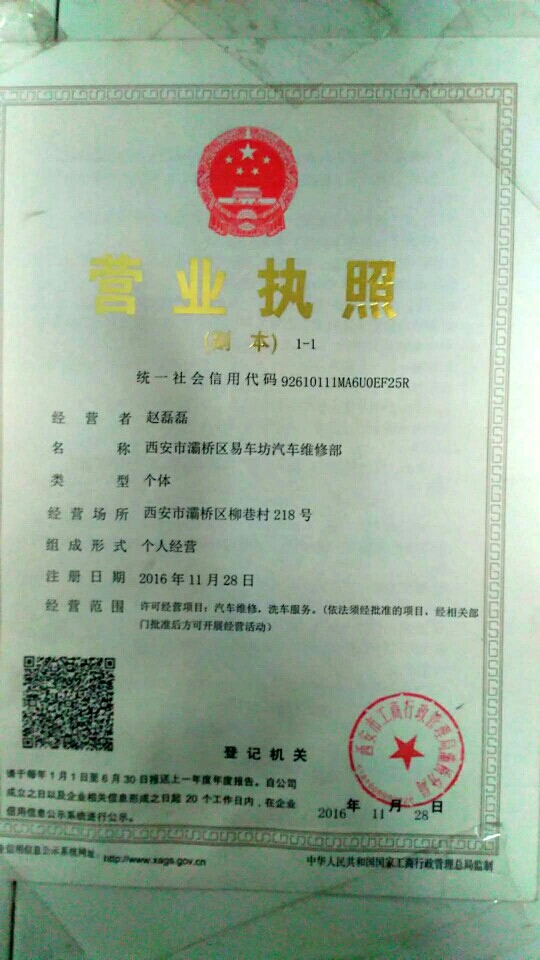 营业执照
(副本) 1-1
统一社会信用代码 92610111MA6U0EF25R
经营者 赵磊磊
名称 西安市灞桥区易车坊汽车维修部
类型 个体
经营场所 西安市灞桥区柳巷村218号
组成形式 个人经营
注册日期 2016年11月28日
经营范围 许可经营项目：汽车维修，洗车服务。(依法须经批准的项目，经相关部
门批准后方可开展经营活动)
西安市工商行政管理局灞桥分局
登记机关
请于每年1月1日至6月30日报送上一年度年度报告。自公司
成立之日以及企业相关信息形成之日起20个工作日内，在企业
信用信息公示系统进行公示。
2016年11月28日
信用信息公示系统网址：http://www.xags.gov.cn
中华人民共和国国家工商行政管理总局监制